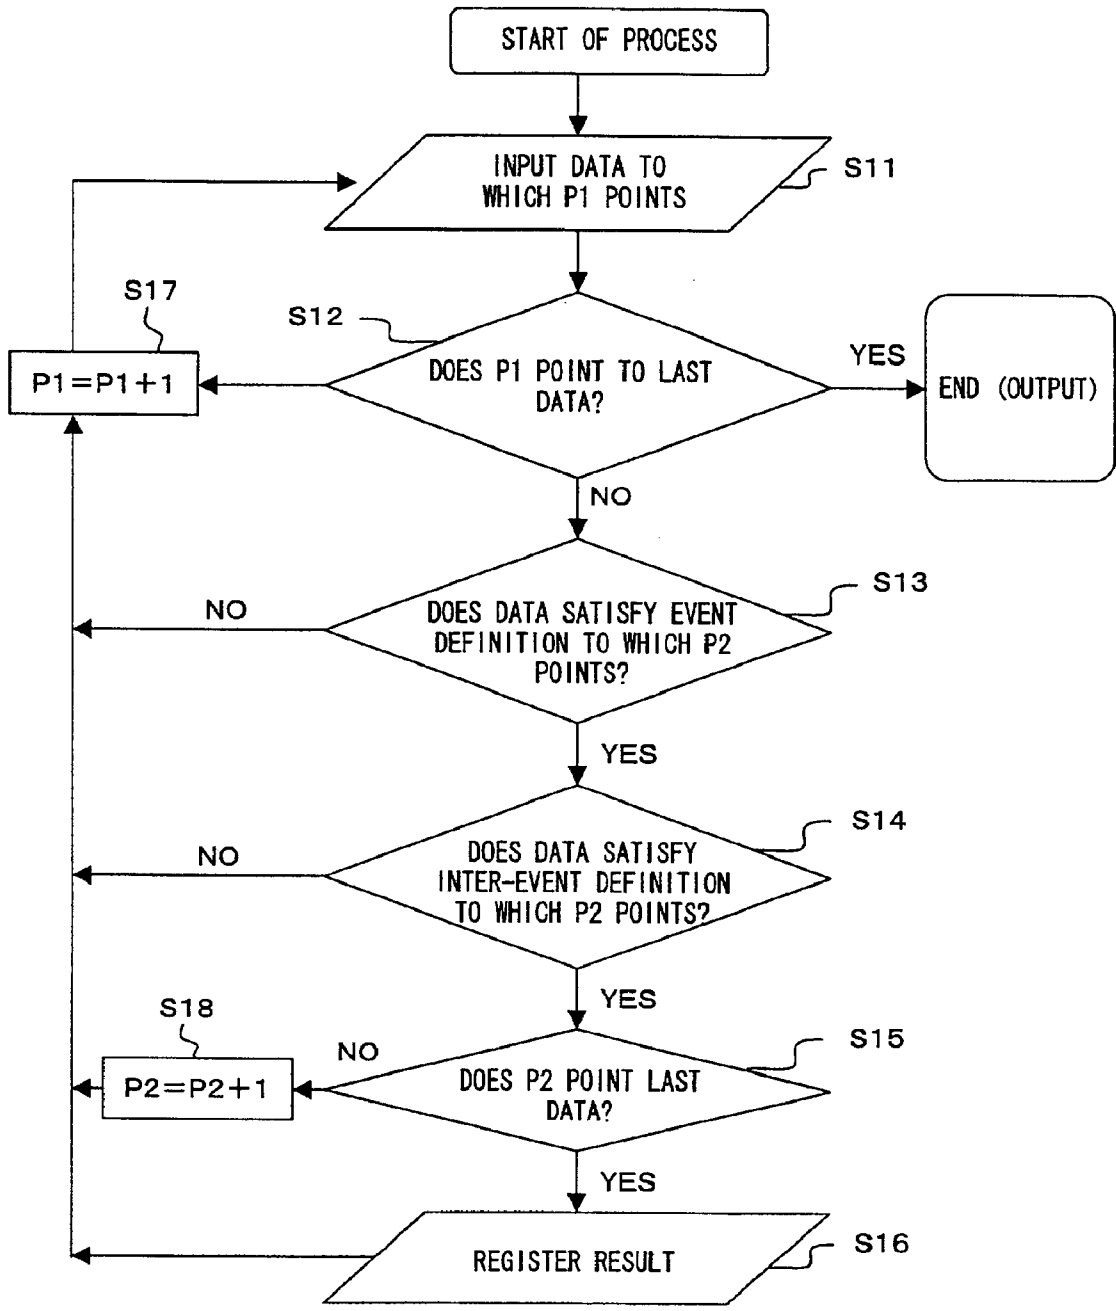 START OF PROCESS
INPUT DATA TO
WHICH P1 POINTS
S11
S17
P1=P1+1
S12
DOES P1 POINT TO LAST
DATA?
YES
END (OUTPUT)
NO
S13
DOES DATA SATISFY EVENT
DEFINITION TO WHICH P2
POINTS?
NO
YES
S14
DOES DATA SATISFY
INTER-EVENT DEFINITION
TO WHICH P2 POINTS?
NO
YES
S18
P2=P2+1
NO
S15
DOES P2 POINT LAST
DATA?
YES
REGISTER RESULT
S16